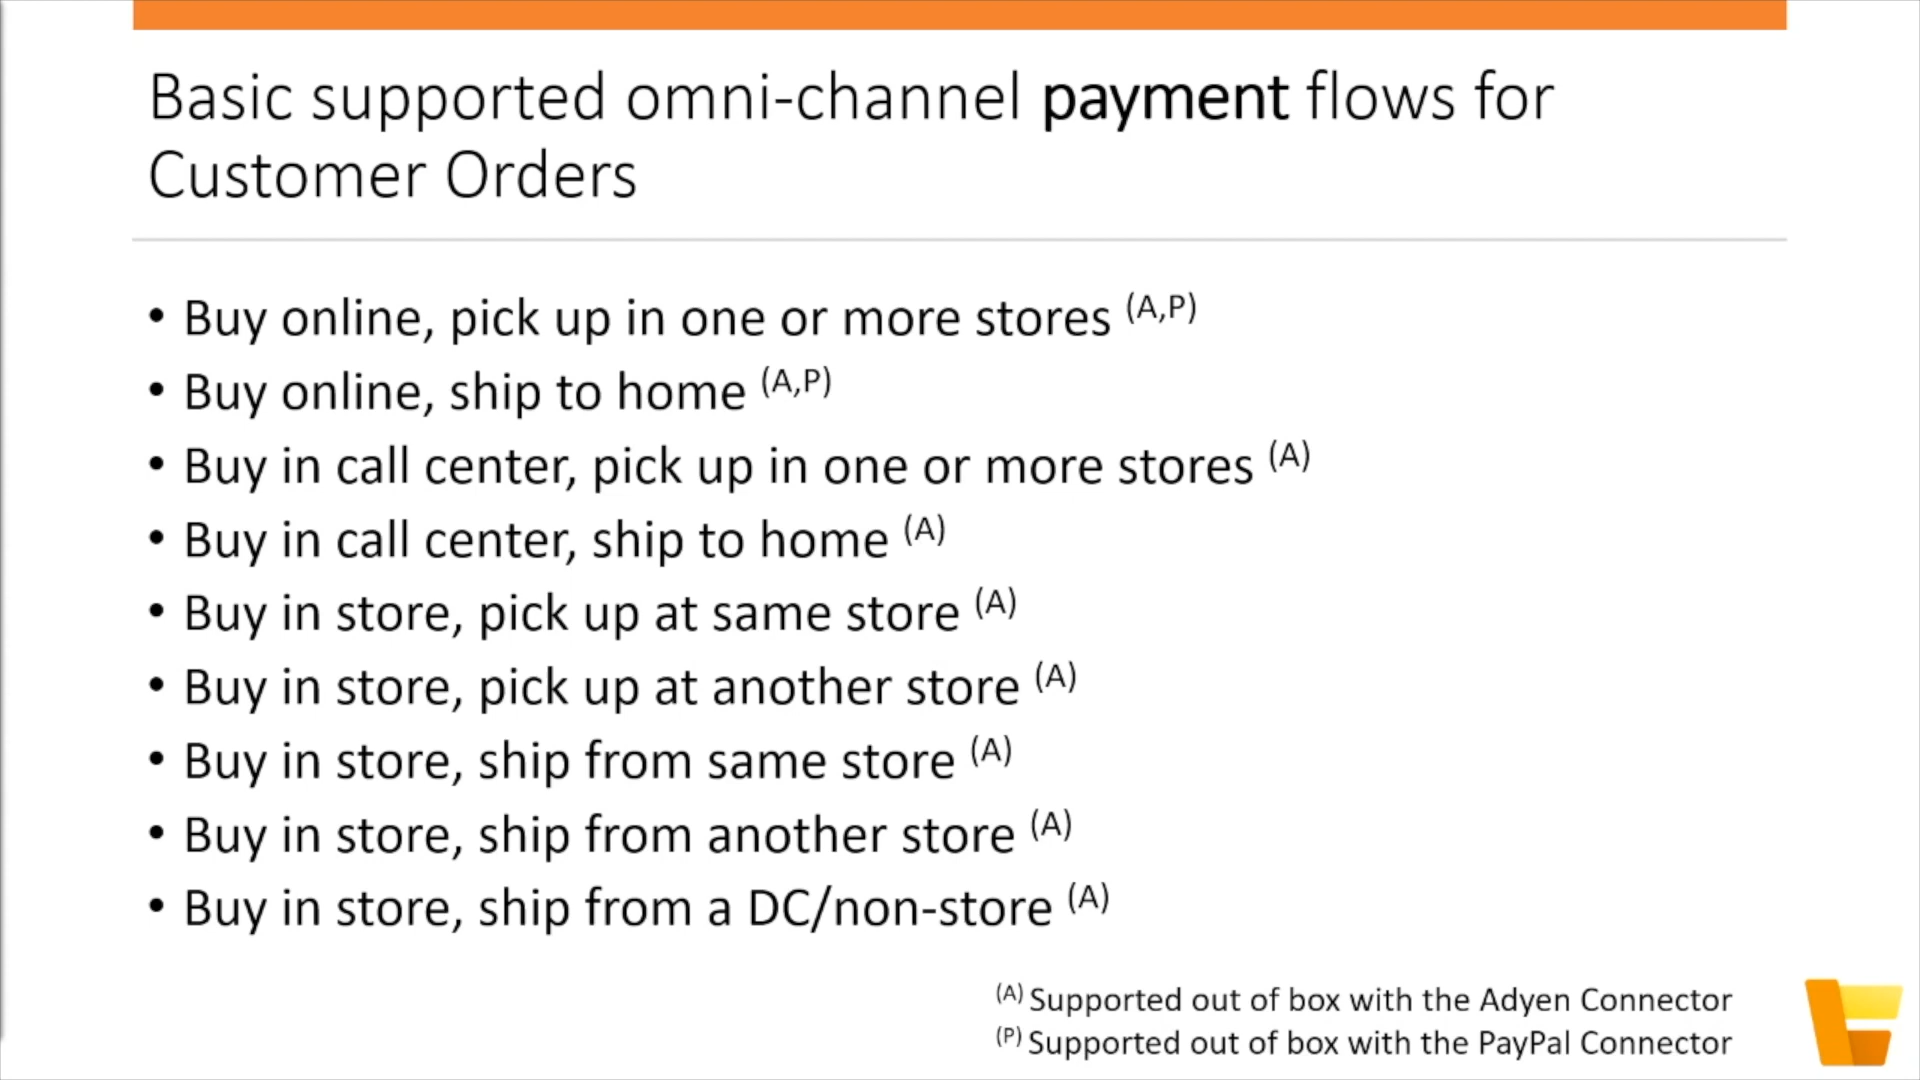 Basic supported omni-channel payment flows for
Customer Orders
• Buy online, pick up in one or more stores (A,P)
• Buy online, ship to home (A,P)
• Buy in call center, pick up in one or more stores (A)
• Buy in call center, ship to home (A)
• Buy in store, pick up at same store (A)
• Buy in store, pick up at another store (A)
• Buy in store, ship from same store (A)
• Buy in store, ship from another store (A)
• Buy in store, ship from a DC/non-store (A)
(A) Supported out of box with the Adyen Connector
(P) Supported out of box with the PayPal Connector